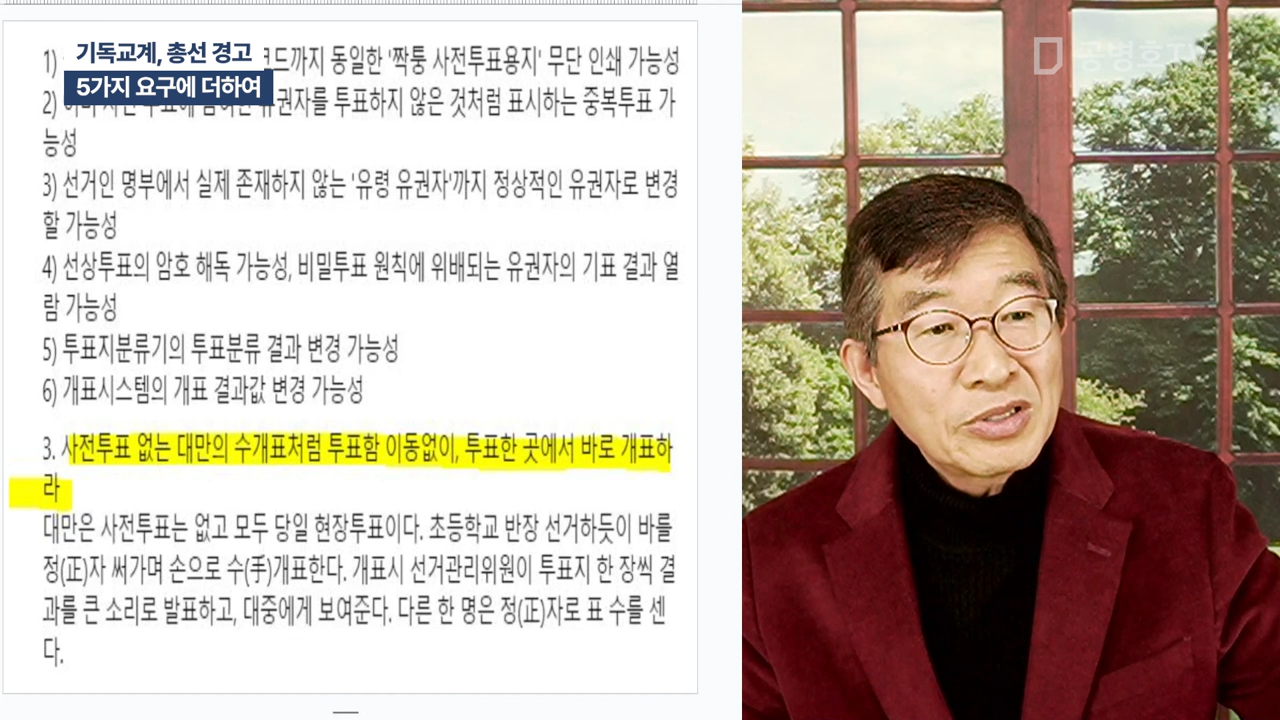 기독교계, 총선 경고
5가지 요구에 더하여
1) 코드까지 동일한 '짝퉁 사전투표용지' 무단 인쇄 가능성
2) 유권자를 투표하지 않은 것처럼 표시하는 중복투표 가
능성
3) 선거인 명부에서 실제 존재하지 않는 '유령 유권자'까지 정상적인 유권자로 변경
할 가능성
4) 선상투표의 암호 해독 가능성, 비밀투표 원칙에 위배되는 유권자의 기표 결과 열
람 가능성
5) 투표지분류기의 투표분류 결과 변경 가능성
6) 개표시스템의 개표 결과값 변경 가능성
3. 사전투표 없는 대만의 수개표처럼 투표함 이동없이, 투표한 곳에서 바로 개표하
라
대만은 사전투표는 없고 모두 당일 현장투표이다. 초등학교 반장 선거하듯이 바를
정(正)자 써가며 손으로 수(手)개표한다. 개표시 선거관리위원이 투표지 한 장씩 결
과를 큰 소리로 발표하고, 대중에게 보여준다. 다른 한 명은 정(正)자로 표 수를 센
다.
공병호TV